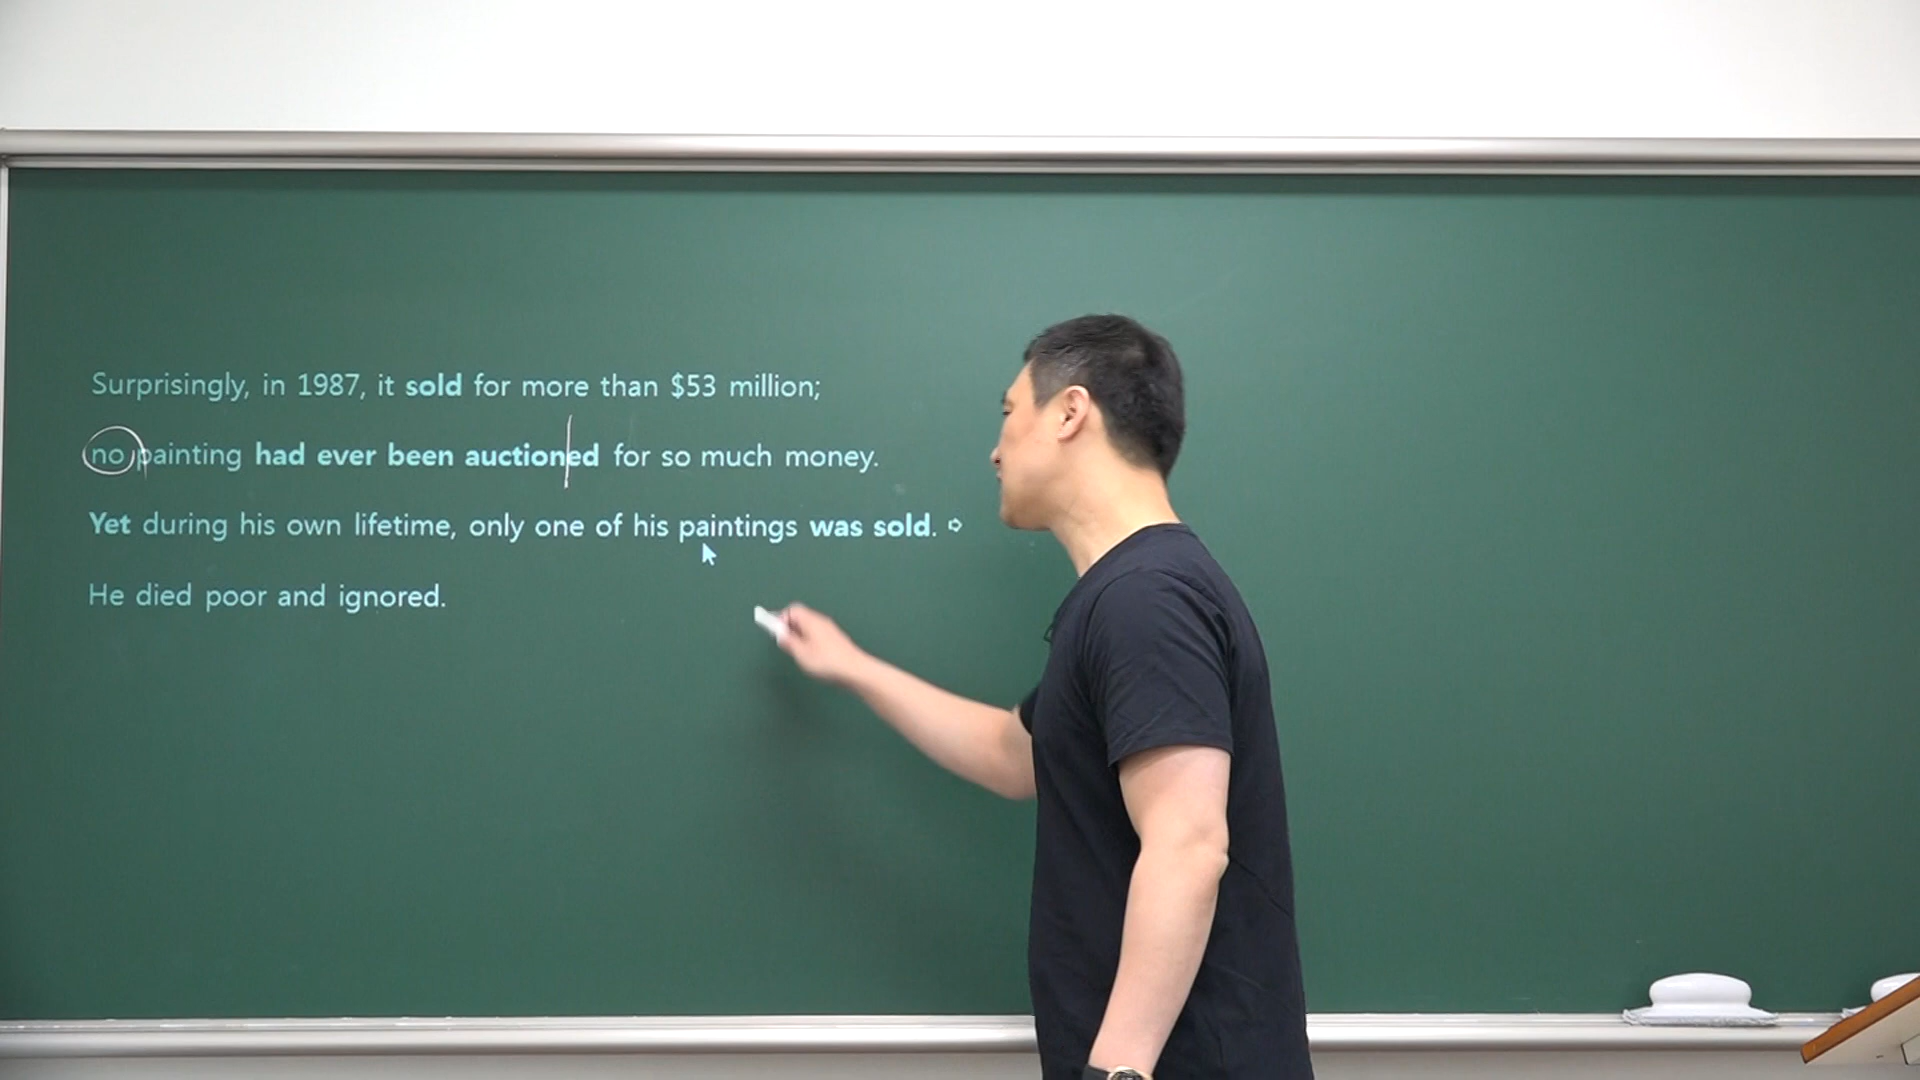 Surprisingly, in 1987, it sold for more than $53 million;
no painting had ever been auctioned for so much money.
Yet during his own lifetime, only one of his paintings was sold. ➪
He died poor and ignored.